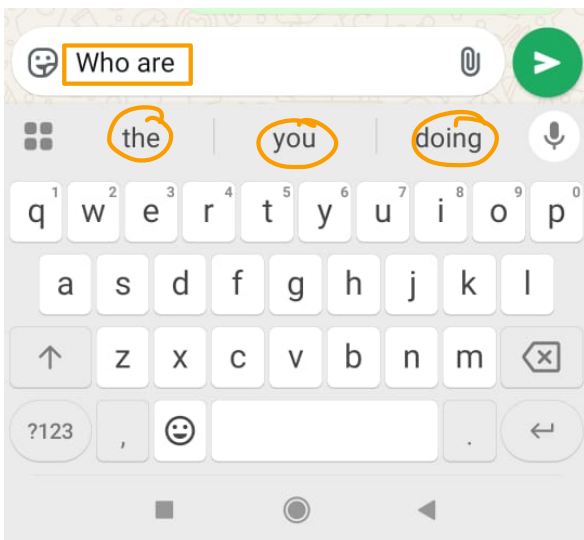 Who are
the you doing
q 1 w 2 e 3 r 4 t 5 y 6 u 7 i 8 o 9 p 0
a s d f g h j k l
z x c v b n m
?123 , .